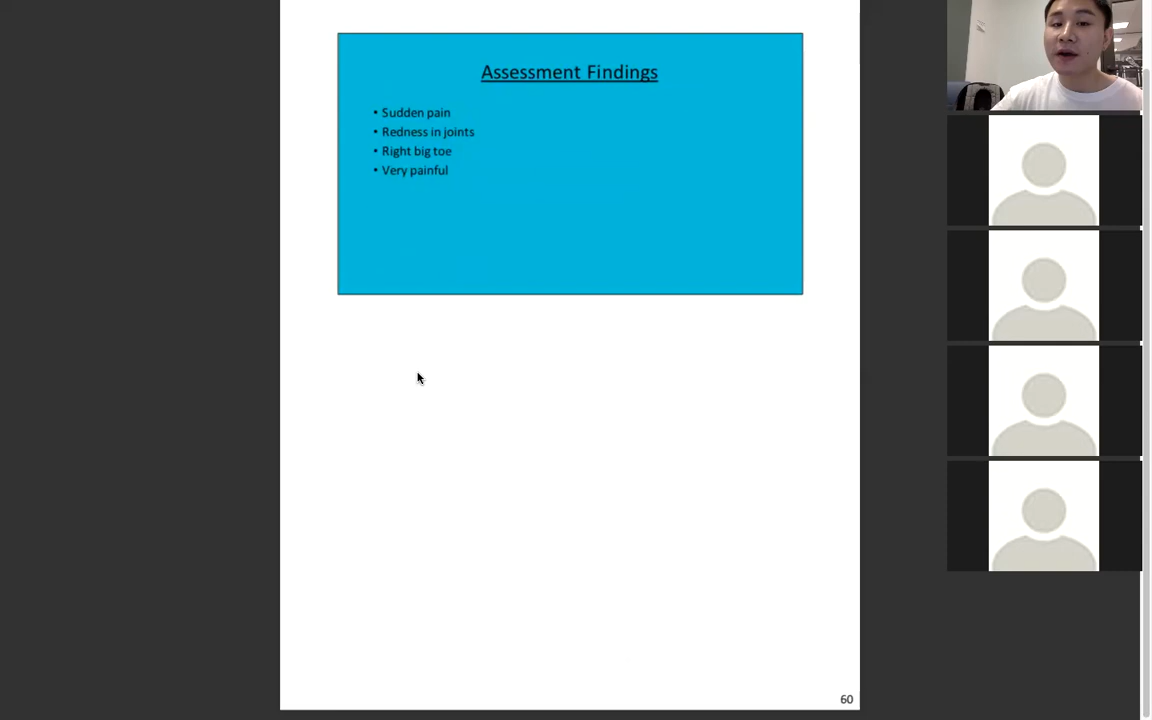 Assessment Findings
• Sudden pain
• Redness in joints
• Right big toe
• Very painful
60